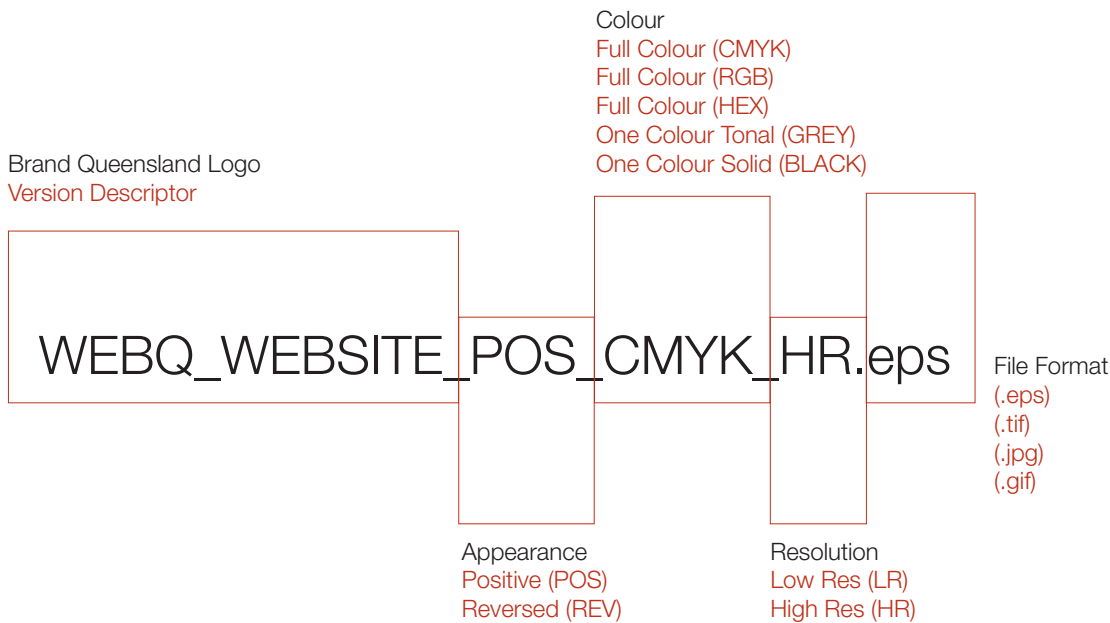 Colour
Full Colour (CMYK)
Full Colour (RGB)
Full Colour (HEX)
One Colour Tonal (GREY)
One Colour Solid (BLACK)
Brand Queensland Logo
Version Descriptor
WEBQ_WEBSITE_POS_CMYK_HR.eps
File Format
(.eps)
(.tif)
(.jpg)
(.gif)
Appearance
Positive (POS)
Reversed (REV)
Resolution
Low Res (LR)
High Res (HR)